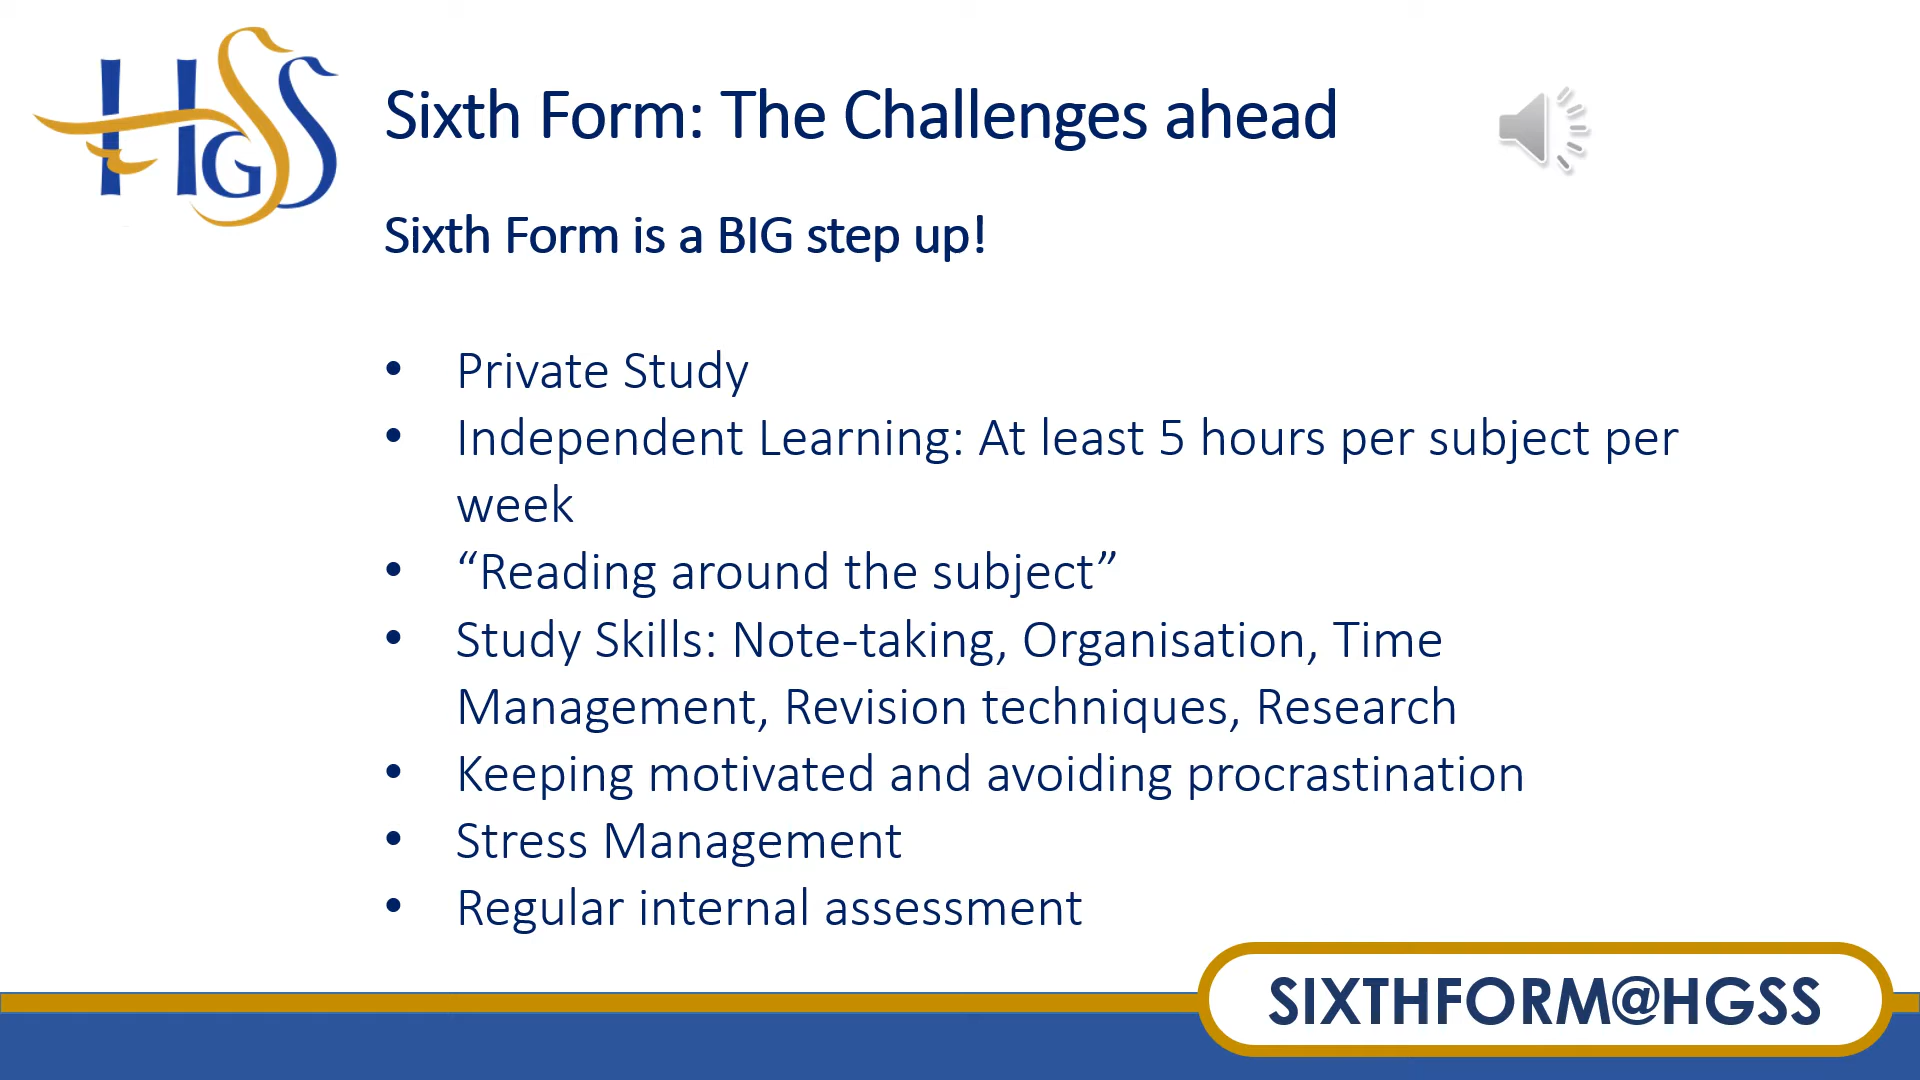 HGSS
Sixth Form: The Challenges ahead
Sixth Form is a BIG step up!
• Private Study
• Independent Learning: At least 5 hours per subject per
week
• “Reading around the subject”
• Study Skills: Note-taking, Organisation, Time
Management, Revision techniques, Research
• Keeping motivated and avoiding procrastination
• Stress Management
• Regular internal assessment
SIXTHFORM@HGSS